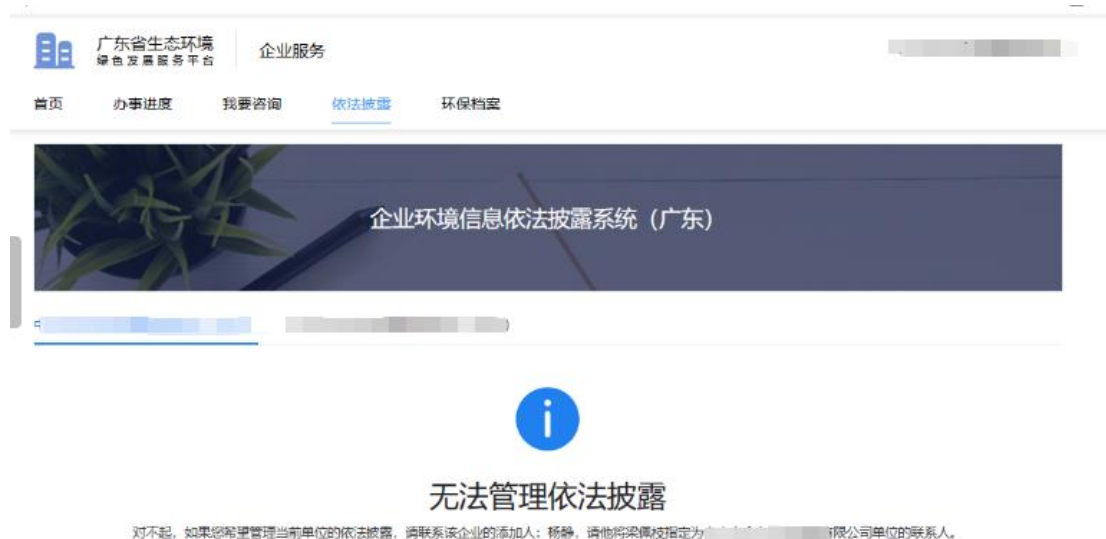 广东省生态环境
绿色发展服务平台
企业服务
首页 办事进度 我要咨询 依法披露 环保档案
企业环境信息依法披露系统（广东）
无法管理依法披露
对不起，如果您希望管理当前单位的依法披露，请联系该企业的添加人：杨静，请他将梁佩枝指定为 有限公司单位的联系人。